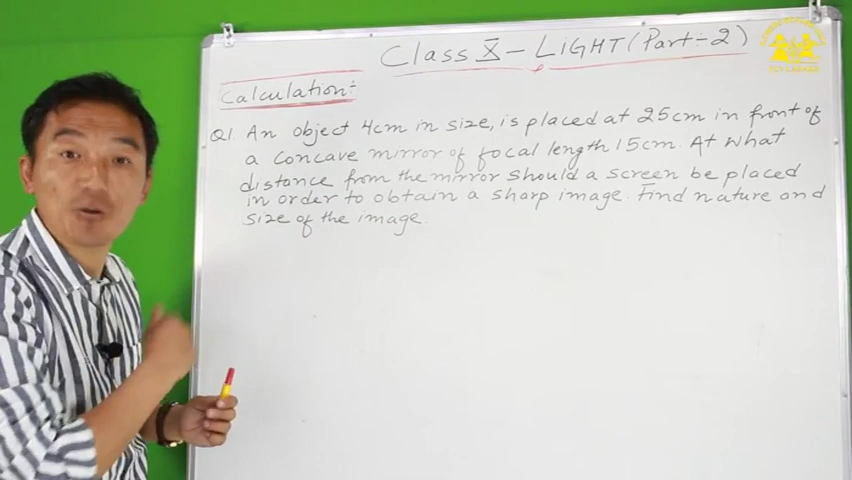 Class X - LIGHT (Part-2)
Calculation:
Q1. An object 4cm in size, is placed at 25cm in front of
a concave mirror of focal length 15cm. At what
distance from the mirror should a screen be placed
in order to obtain a sharp image. Find nature and
size of the image.